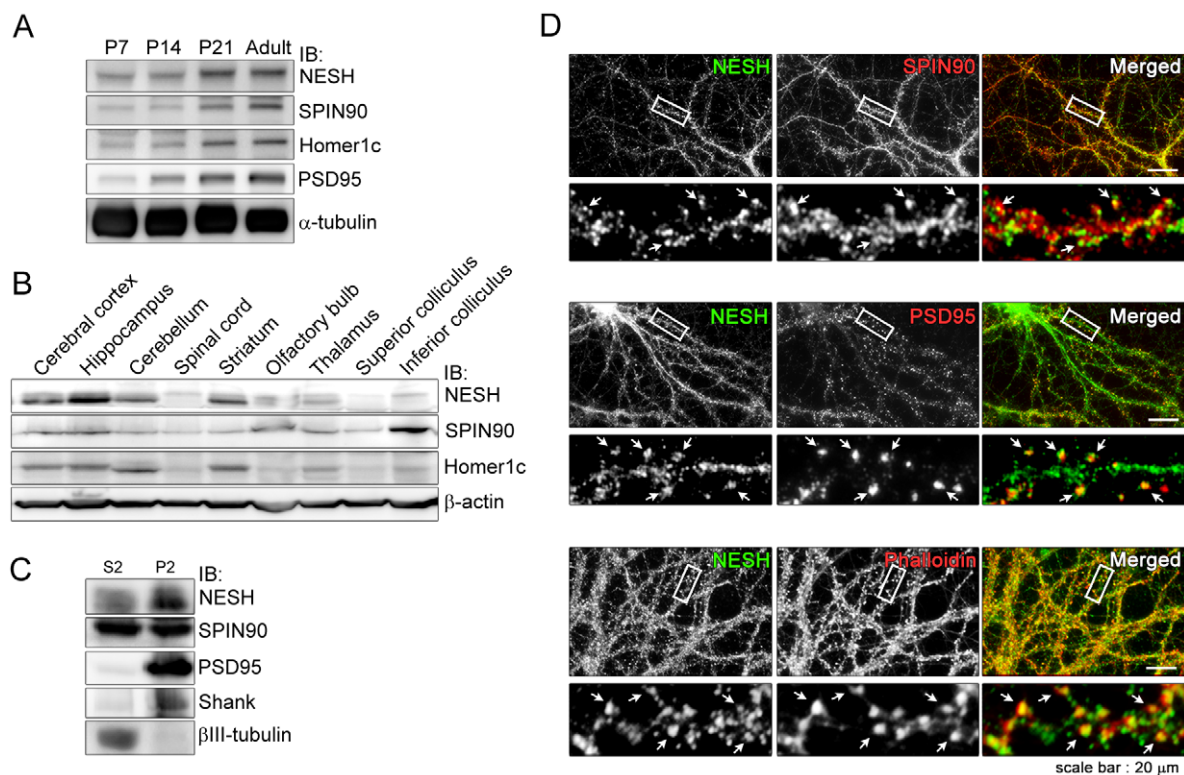 A
P7 P14 P21 Adult
IB:
NESH
SPIN90
Homer1c
PSD95
α-tubulin
B
Cerebral cortex
Hippocampus
Cerebellum
Spinal cord
Striatum
Olfactory bulb
Thalamus
Superior colliculus
Inferior colliculus
IB:
NESH
SPIN90
Homer1c
β-actin
C
S2 P2
IB:
NESH
SPIN90
PSD95
Shank
βIII-tubulin
D
NESH SPIN90 Merged
NESH PSD95 Merged
NESH Phalloidin Merged
scale bar : 20 μm